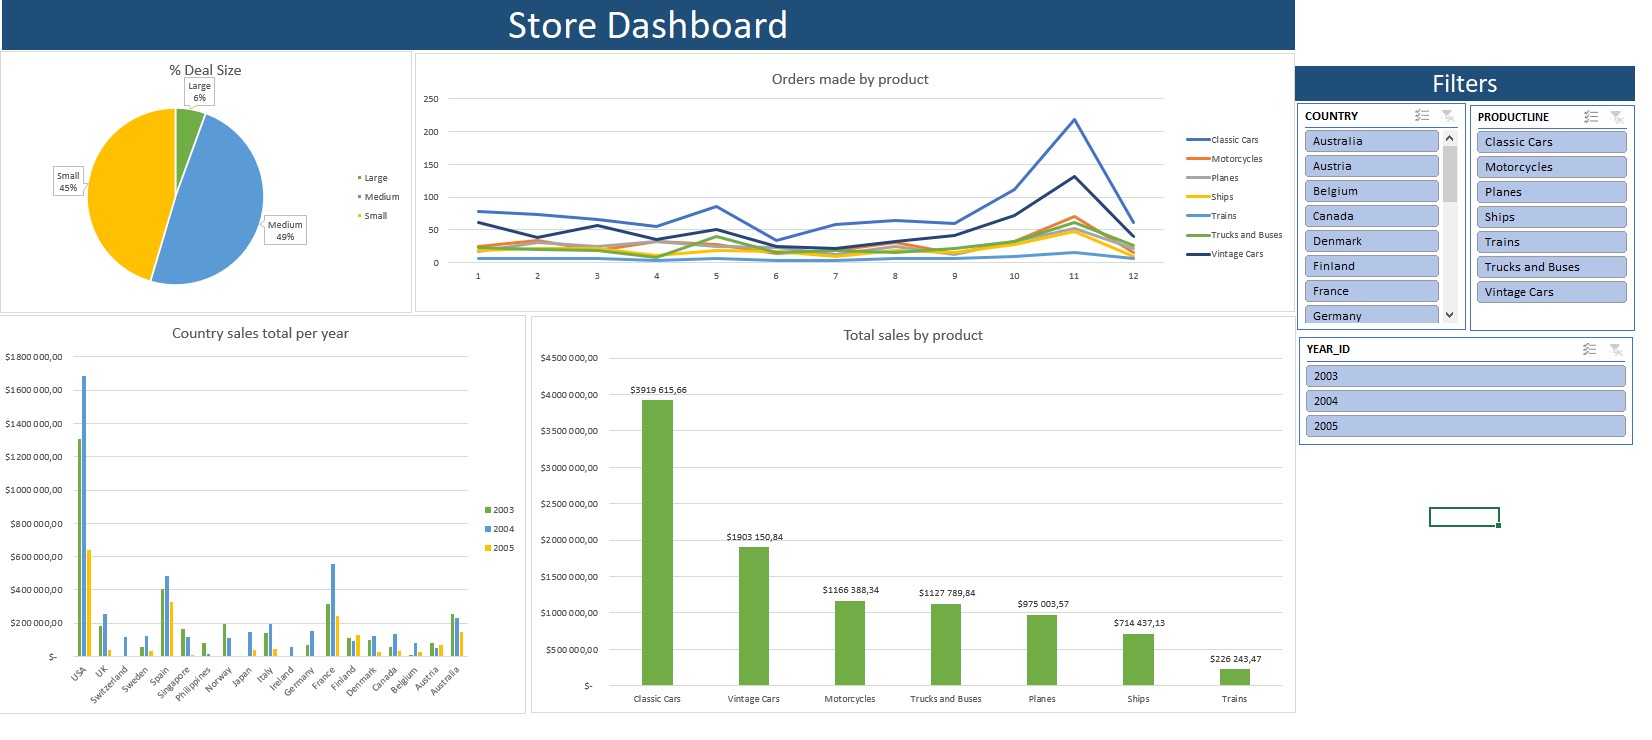 Store Dashboard
% Deal Size
Large
6%
Small
45%
Medium
49%
Large
Medium
Small
Orders made by product
250
200
150
100
50
0
1 2 3 4 5 6 7 8 9 10 11 12
Classic Cars
Motorcycles
Planes
Ships
Trains
Trucks and Buses
Vintage Cars
Filters
COUNTRY
Australia
Austria
Belgium
Canada
Denmark
Finland
France
Germany
PRODUCTLINE
Classic Cars
Motorcycles
Planes
Ships
Trains
Trucks and Buses
Vintage Cars
YEAR_ID
2003
2004
2005
Country sales total per year
$1800 000,00
$1600 000,00
$1400 000,00
$1200 000,00
$1000 000,00
$800 000,00
$600 000,00
$400 000,00
$200 000,00
$-
USA UK Switzerland Sweden Spain Singapore Philippines Norway Japan Italy Ireland Germany France Finland Denmark Canada Belgium Austria Australia
2003
2004
2005
Total sales by product
$4500 000,00
$4000 000,00
$3500 000,00
$3000 000,00
$2500 000,00
$2000 000,00
$1500 000,00
$1000 000,00
$500 000,00
$-
$3919 615,66
$1903 150,84
$1166 388,34
$1127 789,84
$975 003,57
$714 437,13
$226 243,47
Classic Cars Vintage Cars Motorcycles Trucks and Buses Planes Ships Trains